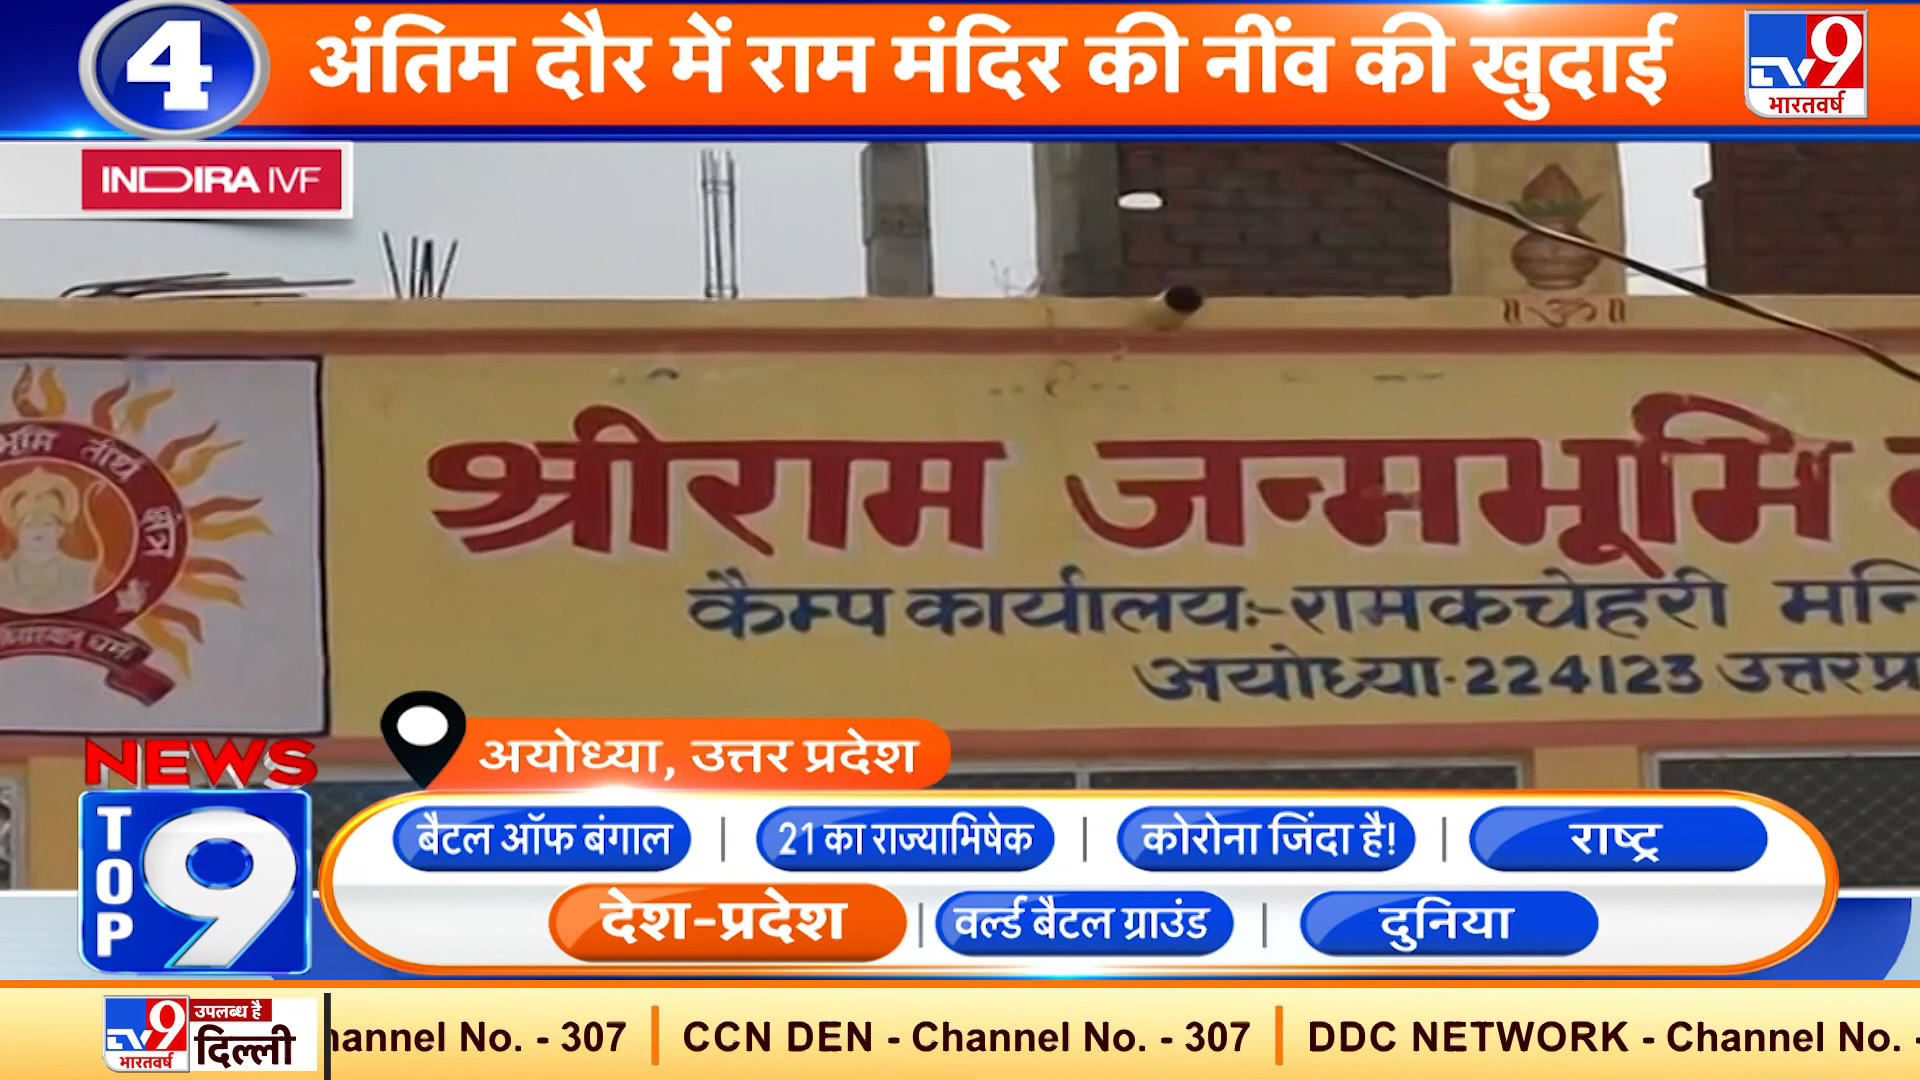 4
अंतिम दौर में राम मंदिर की नींव की खुदाई
TV9
भारतवर्ष
INDIRA IVF
॥ॐ॥
भूमि तीर्थ क्षेत्र
श्रीराम जन्मभूमि
कैम्प कार्यालयः-रामकचेहरी
अयोध्या-224123
NEWS
TOP
9
अयोध्या, उत्तर प्रदेश
बैटल ऑफ बंगाल | 21 का राज्याभिषेक | कोरोना जिंदा है! | राष्ट्र
देश-प्रदेश | वर्ल्ड बैटल ग्राउंड | दुनिया
TV9
भारतवर्ष
उपलब्ध है
दिल्ली
hannel No. - 307 | CCN DEN - Channel No. - 307 | DDC NETWORK - Channel No. -